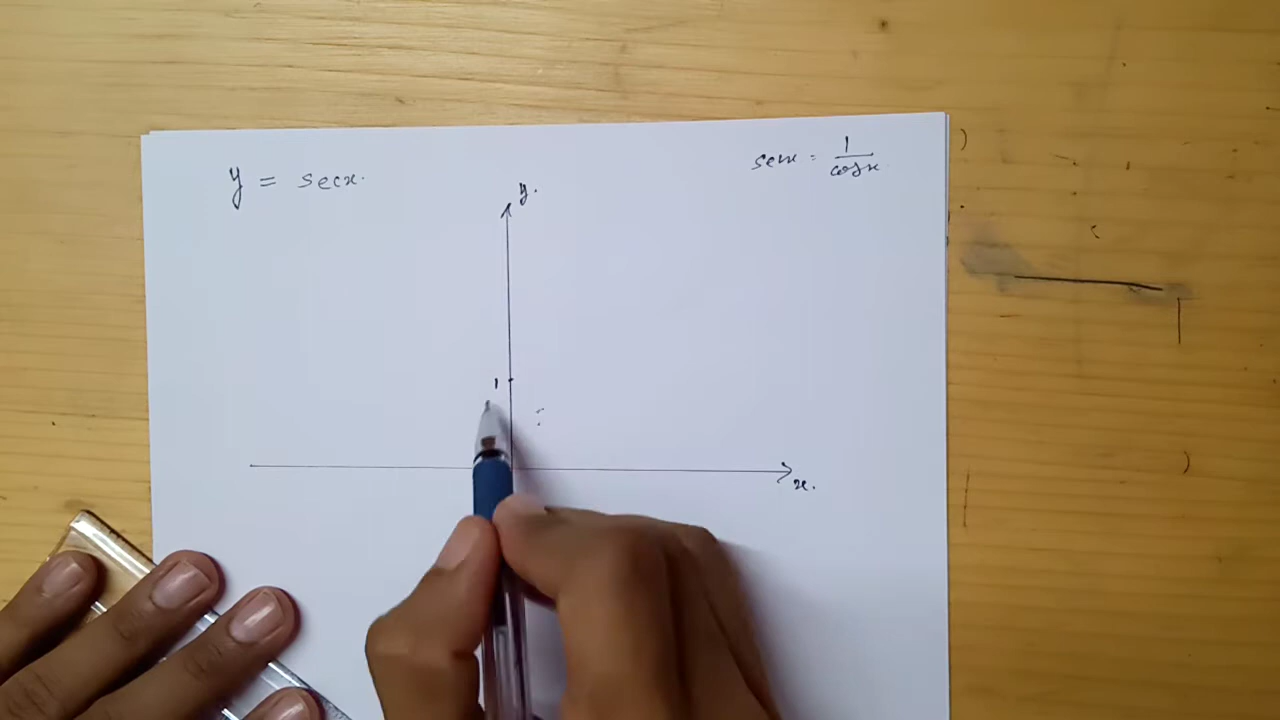 y = secx.
secx = 1/cosx
y.
1
x.